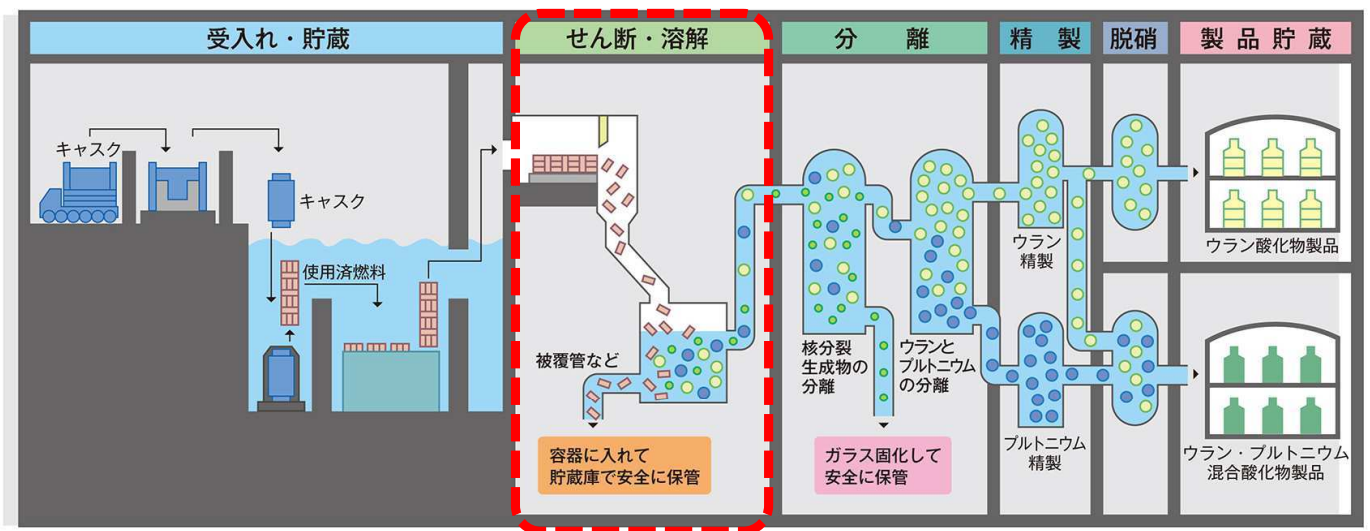 受入れ・貯蔵
せん断・溶解
分離
精製
脱硝
製品貯蔵
キャスク
キャスク
使用済燃料
被覆管など
容器に入れて
貯蔵庫で安全に保管
核分裂
生成物の
分離
ガラス固化して
安全に保管
ウランと
プルトニウム
の分離
ウラン
精製
プルトニウム
精製
ウラン酸化物製品
ウラン・プルトニウム
混合酸化物製品